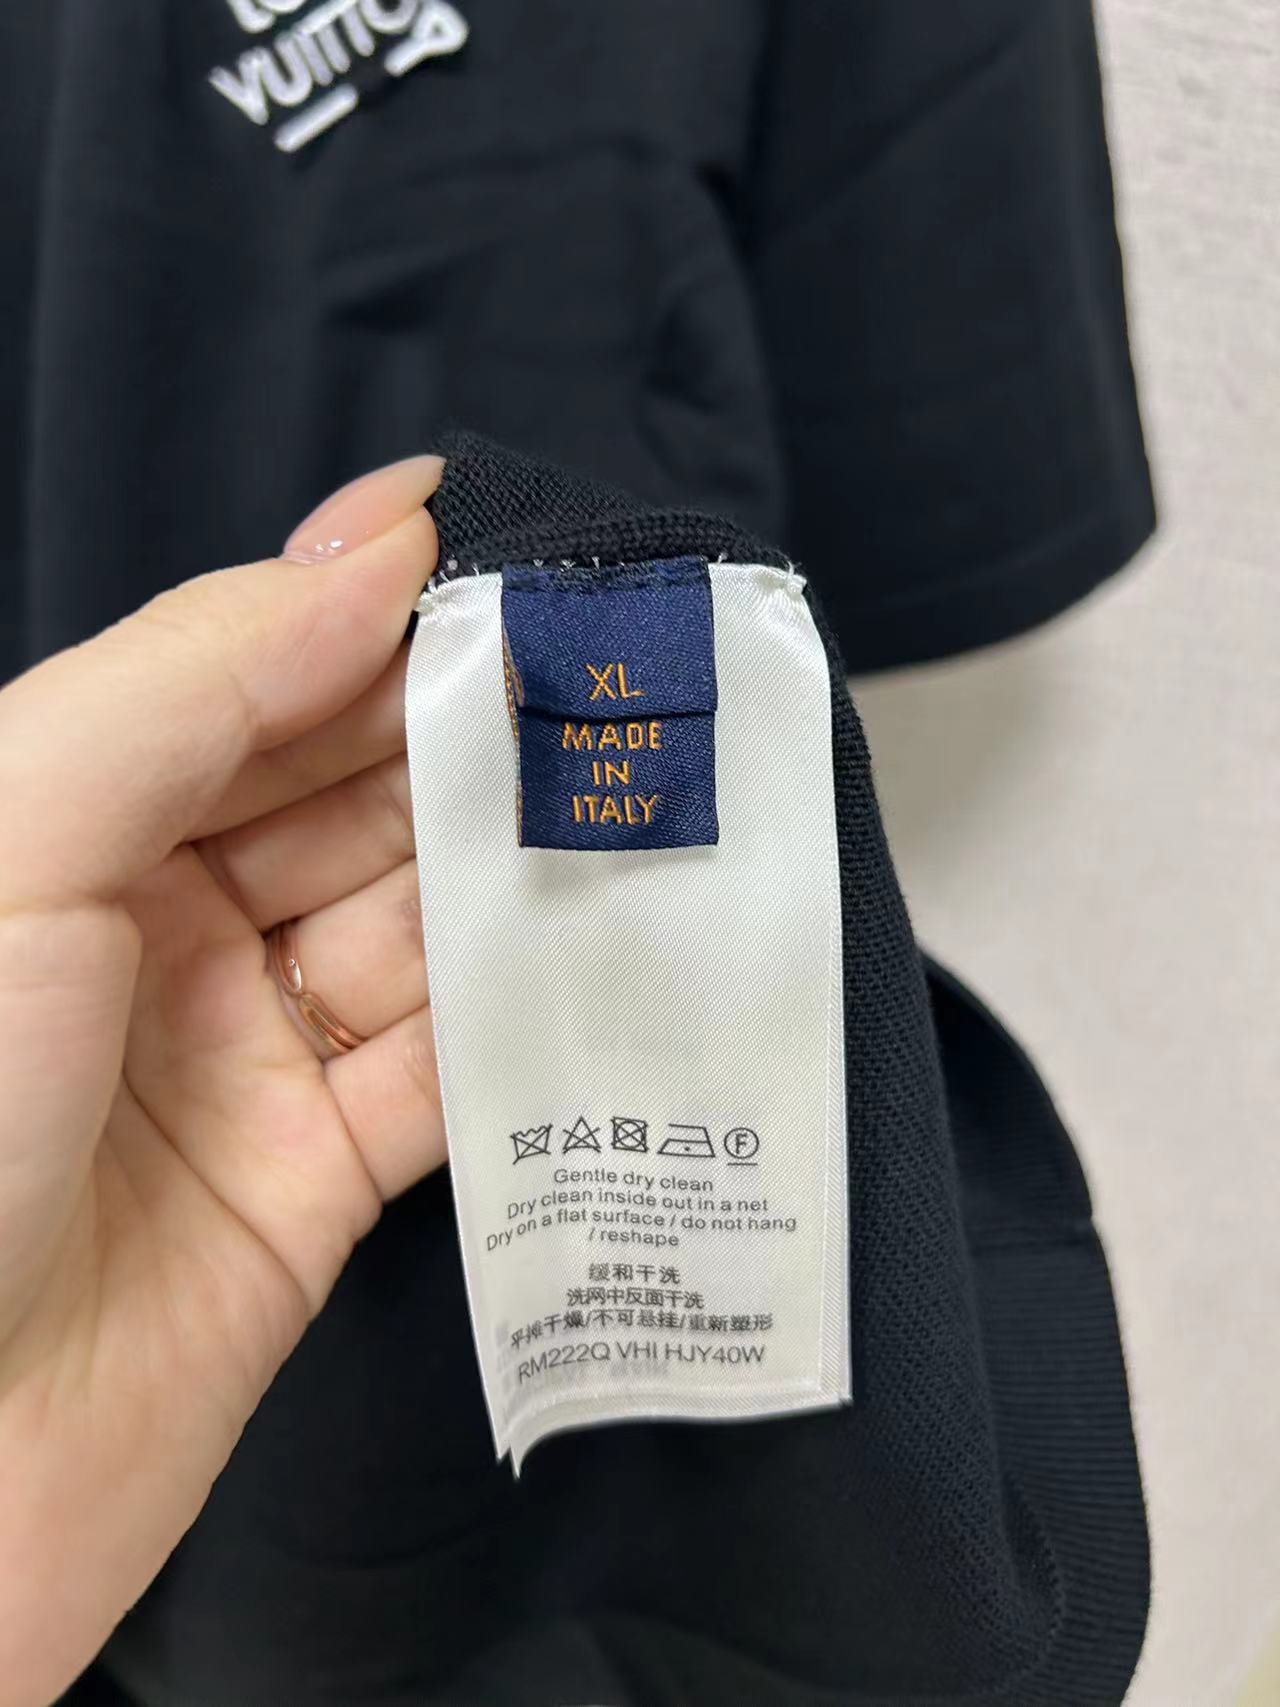 VUITTO
XL
MADE
IN
ITALY
F
Gentle dry clean
Dry clean inside out in a net
Dry on a flat surface / do not hang
/ reshape
缓和干洗
洗网中反面干洗
平摊干燥/不可悬挂/重新塑形
RM222Q VHI HJY40W